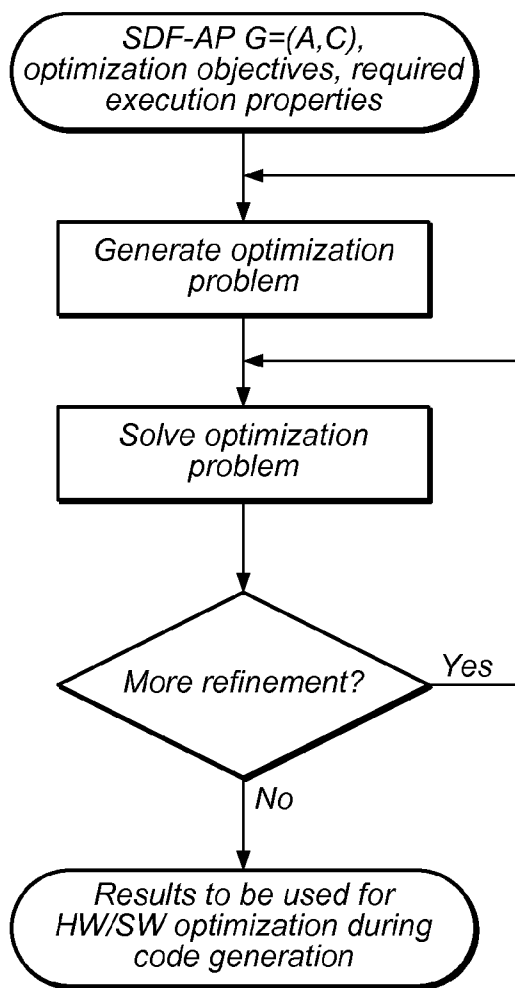 SDF-AP G=(A,C),
optimization objectives, required
execution properties
Generate optimization
problem
Solve optimization
problem
More refinement?
Yes
No
Results to be used for
HW/SW optimization during
code generation